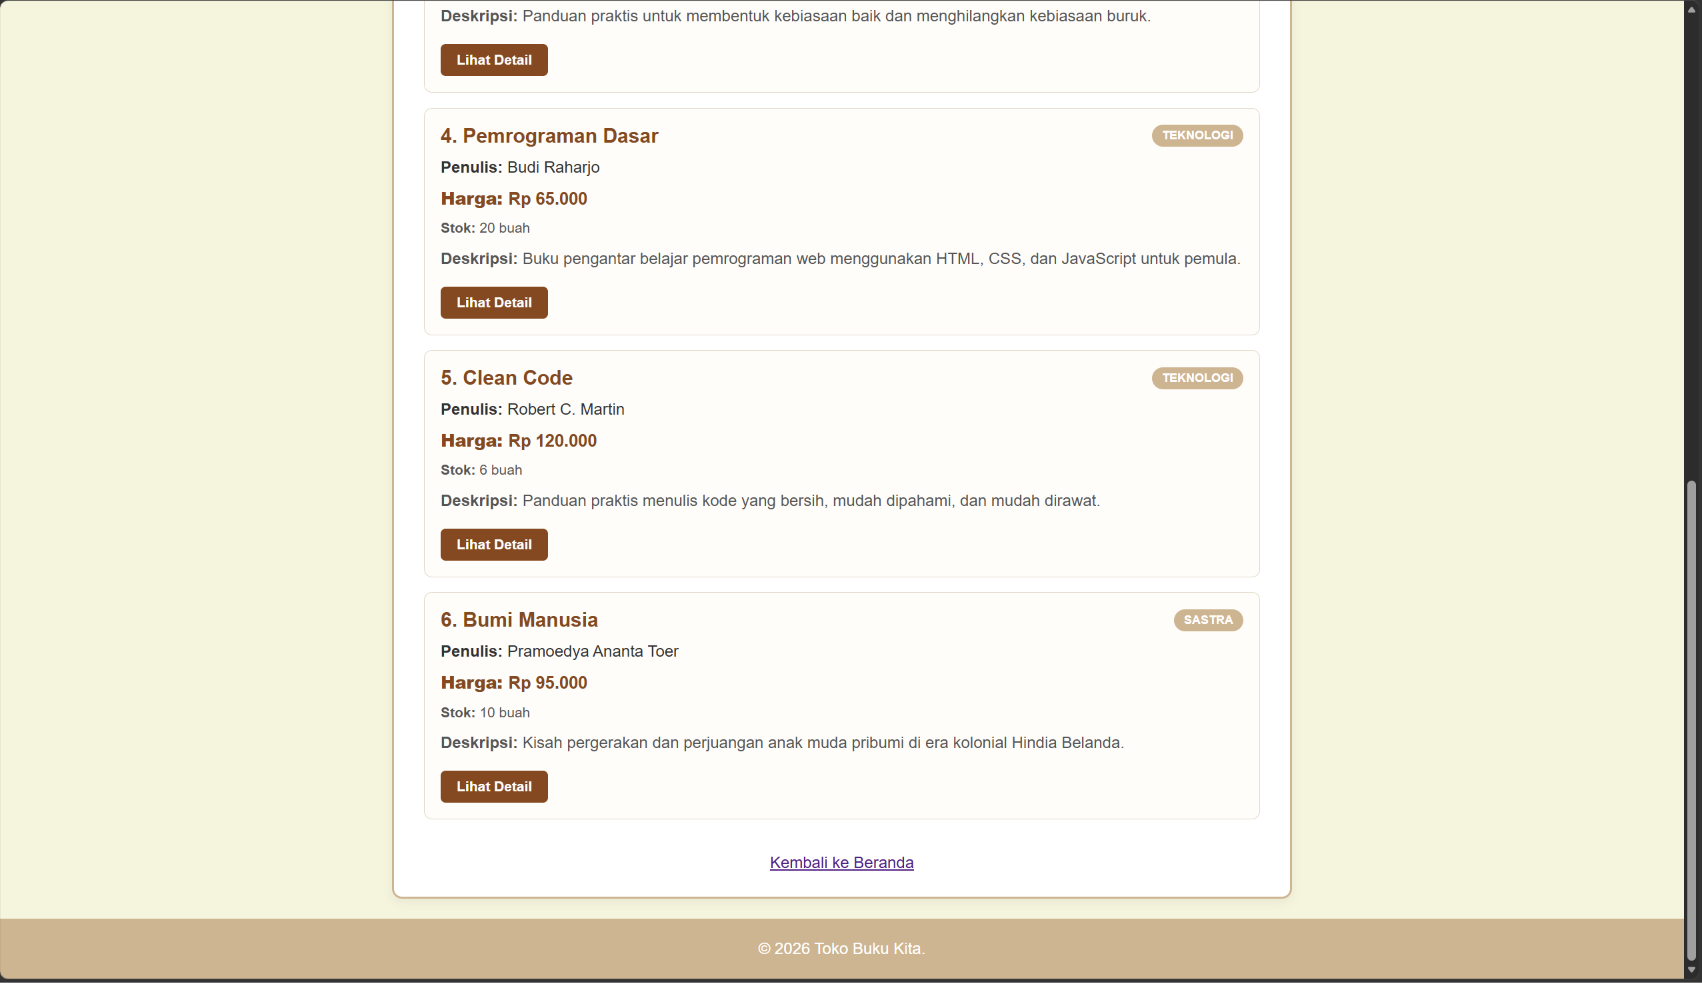 Deskripsi: Panduan praktis untuk membentuk kebiasaan baik dan menghilangkan kebiasaan buruk.
Lihat Detail
4. Pemrograman Dasar
TEKNOLOGI
Penulis: Budi Raharjo
Harga: Rp 65.000
Stok: 20 buah
Deskripsi: Buku pengantar belajar pemrograman web menggunakan HTML, CSS, dan JavaScript untuk pemula.
Lihat Detail
5. Clean Code
TEKNOLOGI
Penulis: Robert C. Martin
Harga: Rp 120.000
Stok: 6 buah
Deskripsi: Panduan praktis menulis kode yang bersih, mudah dipahami, dan mudah dirawat.
Lihat Detail
6. Bumi Manusia
SASTRA
Penulis: Pramoedya Ananta Toer
Harga: Rp 95.000
Stok: 10 buah
Deskripsi: Kisah pergerakan dan perjuangan anak muda pribumi di era kolonial Hindia Belanda.
Lihat Detail
Kembali ke Beranda
© 2026 Toko Buku Kita.